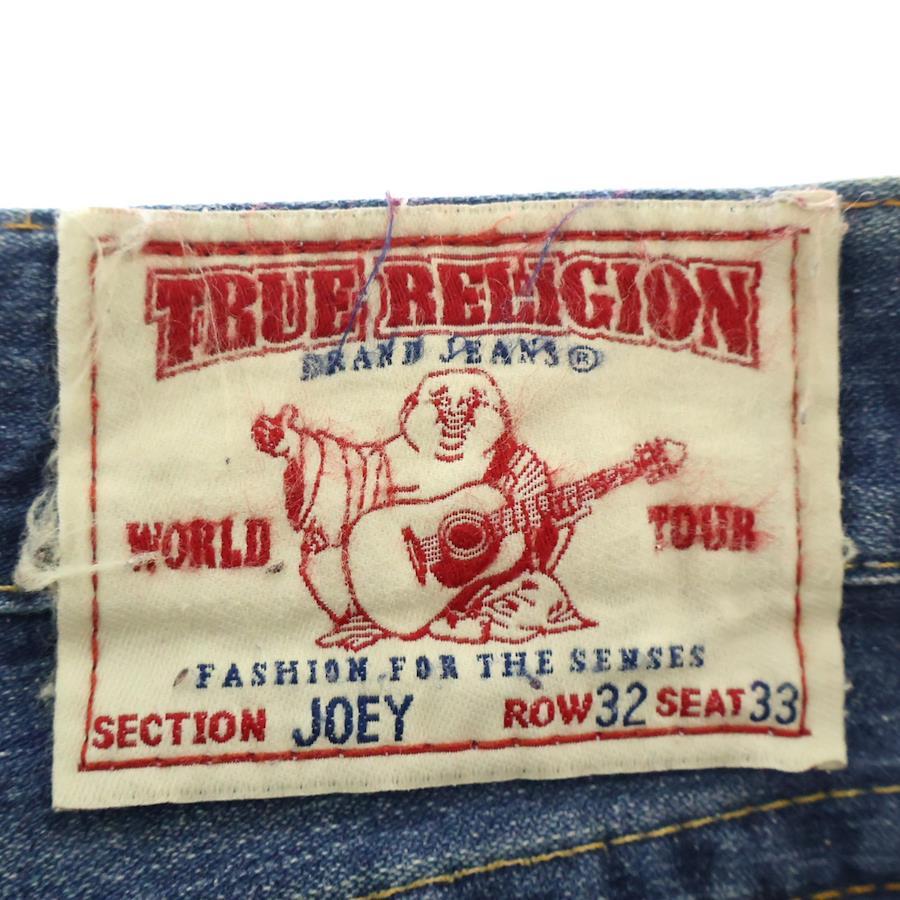 TRUE RELIGION
BRAND JEANS®
WORLD TOUR
FASHION FOR THE SENSES
SECTION JOEY ROW 32 SEAT 33